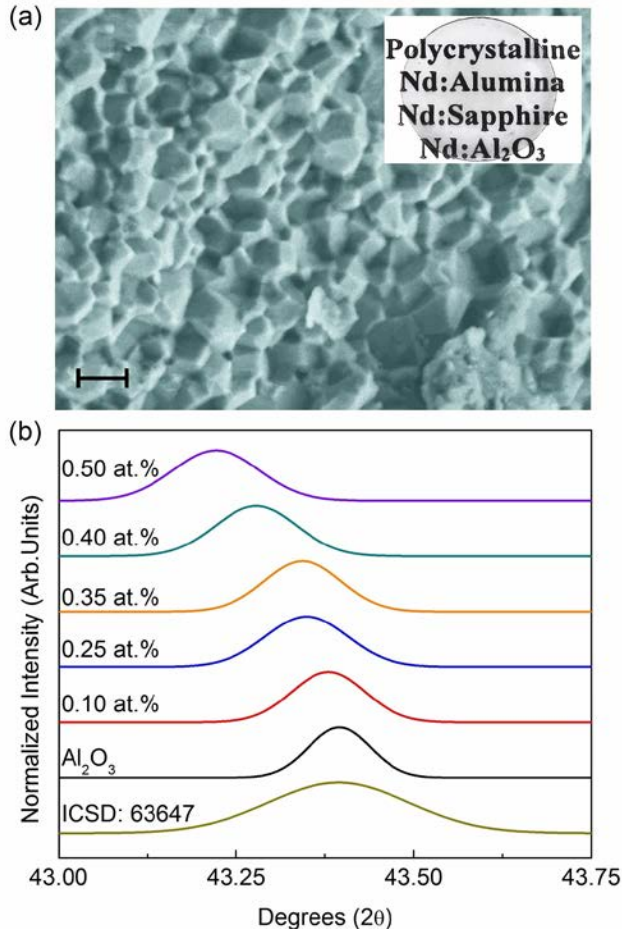 (a)
Polycrystalline
Nd:Alumina
Nd:Sapphire
Nd:Al₂O₃
(b)
Normalized Intensity (Arb.Units)
0.50 at.%
0.40 at.%
0.35 at.%
0.25 at.%
0.10 at.%
Al₂O₃
ICSD: 63647
43.00 43.25 43.50 43.75
Degrees (2θ)